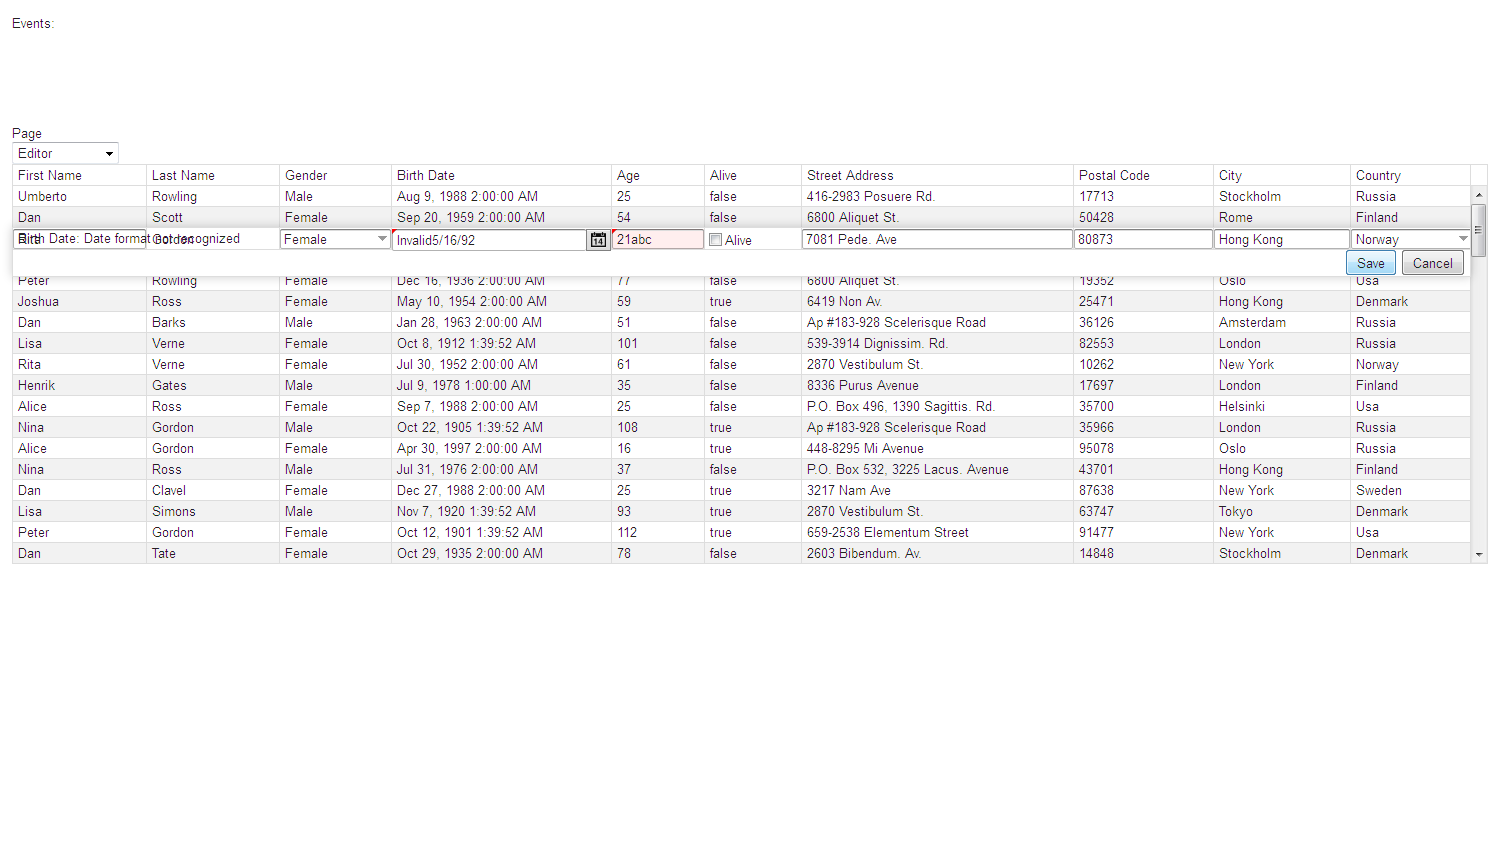 Events:
Page
Editor
First Name Last Name Gender Birth Date Age Alive Street Address Postal Code City Country
Umberto Rowling Male Aug 9, 1988 2:00:00 AM 25 false 416-2983 Posuere Rd. 17713 Stockholm Russia
Dan Scott Female Sep 20, 1959 2:00:00 AM 54 false 6800 Aliquet St. 50428 Rome Finland
Birth Date: Date format not recognized
Rita Gordon Female Invalid5/16/92 14 21abc Alive 7081 Pede. Ave 80873 Hong Kong Norway
Save Cancel
Peter Rowling Female Dec 16, 1936 2:00:00 AM 77 false 6800 Aliquet St. 19352 Oslo Usa
Joshua Ross Female May 10, 1954 2:00:00 AM 59 true 6419 Non Av. 25471 Hong Kong Denmark
Dan Barks Male Jan 28, 1963 2:00:00 AM 51 false Ap #183-928 Scelerisque Road 36126 Amsterdam Russia
Lisa Verne Female Oct 8, 1912 1:39:52 AM 101 false 539-3914 Dignissim. Rd. 82553 London Russia
Rita Verne Female Jul 30, 1952 2:00:00 AM 61 false 2870 Vestibulum St. 10262 New York Norway
Henrik Gates Male Jul 9, 1978 1:00:00 AM 35 false 8336 Purus Avenue 17697 London Finland
Alice Ross Female Sep 7, 1988 2:00:00 AM 25 false P.O. Box 496, 1390 Sagittis. Rd. 35700 Helsinki Usa
Nina Gordon Male Oct 22, 1905 1:39:52 AM 108 true Ap #183-928 Scelerisque Road 35966 London Russia
Alice Gordon Female Apr 30, 1997 2:00:00 AM 16 true 448-8295 Mi Avenue 95078 Oslo Russia
Nina Ross Male Jul 31, 1976 2:00:00 AM 37 false P.O. Box 532, 3225 Lacus. Avenue 43701 Hong Kong Finland
Dan Clavel Female Dec 27, 1988 2:00:00 AM 25 true 3217 Nam Ave 87638 New York Sweden
Lisa Simons Male Nov 7, 1920 1:39:52 AM 93 true 2870 Vestibulum St. 63747 Tokyo Denmark
Peter Gordon Female Oct 12, 1901 1:39:52 AM 112 true 659-2538 Elementum Street 91477 New York Usa
Dan Tate Female Oct 29, 1935 2:00:00 AM 78 false 2603 Bibendum. Av. 14848 Stockholm Denmark